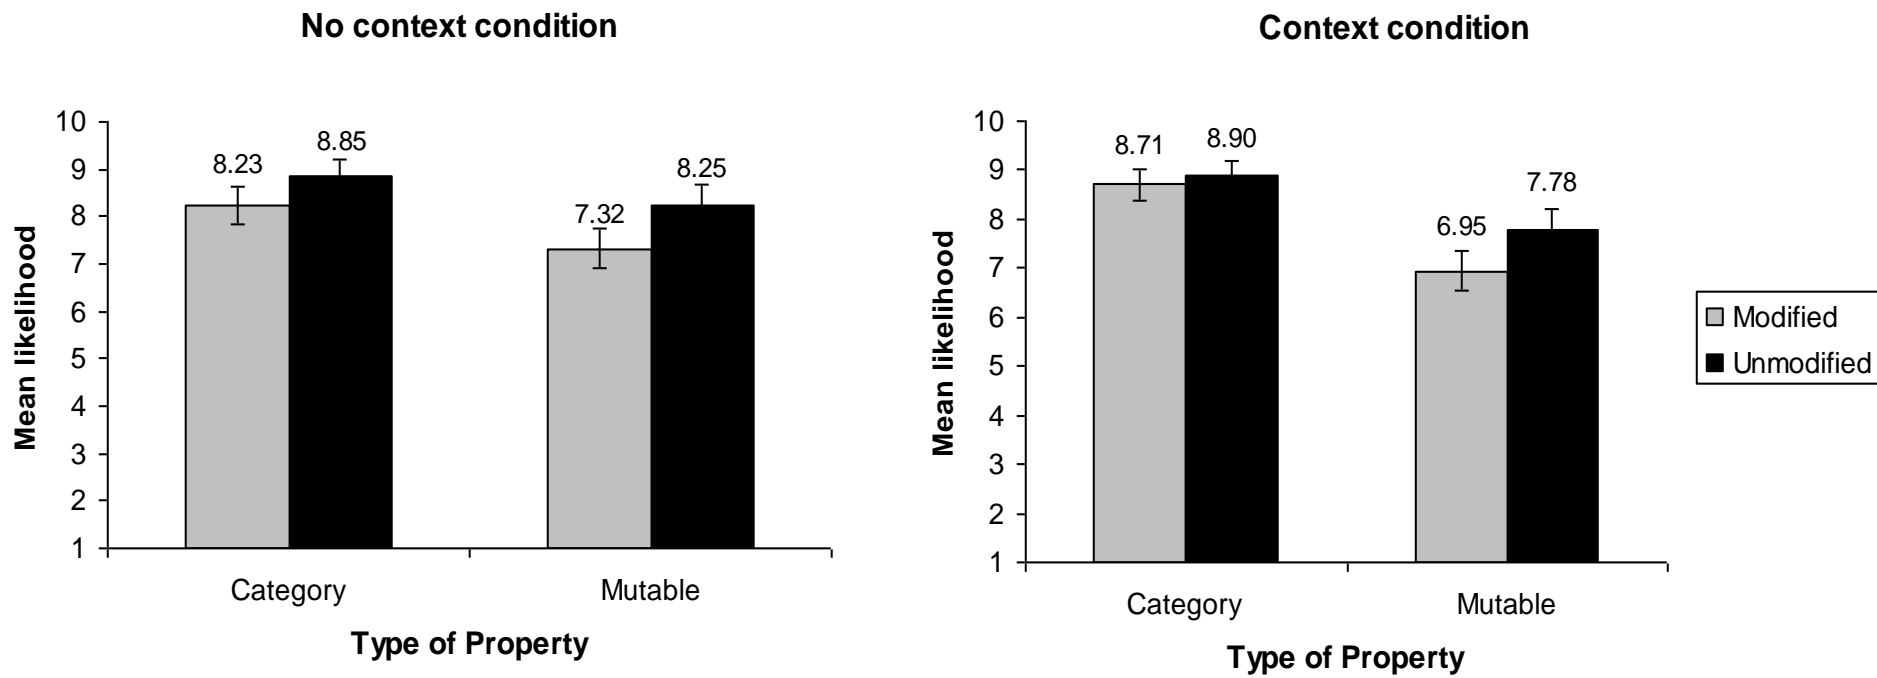 No context condition
10
9
8
7
6
5
4
3
2
1
Mean likelihood
8.23
8.85
7.32
8.25
Category
Mutable
Type of Property
Context condition
10
9
8
7
6
5
4
3
2
1
Mean likelihood
8.71
8.90
6.95
7.78
Category
Mutable
Type of Property
Modified
Unmodified